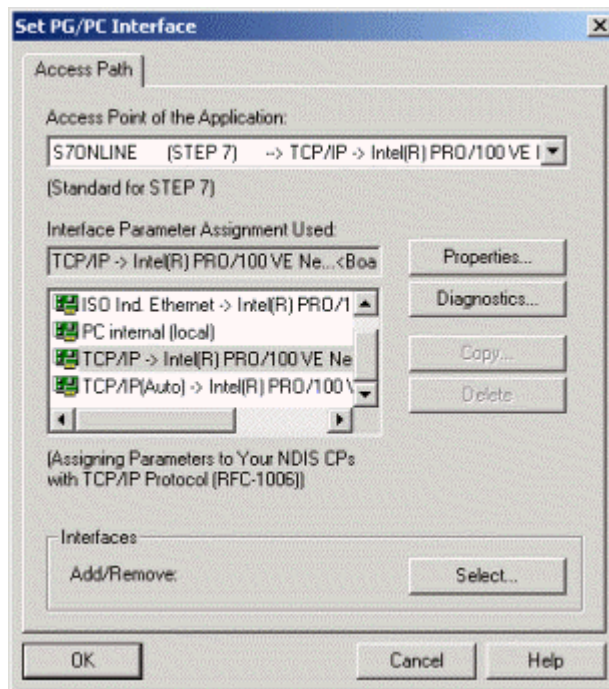 Set PG/PC Interface
Access Path
Access Point of the Application:
S7ONLINE (STEP 7) --> TCP/IP -> Intel(R) PRO/100 VE
(Standard for STEP 7)
Interface Parameter Assignment Used:
TCP/IP -> Intel(R) PRO/100 VE Ne...<Boa
Properties...
ISO Ind. Ethernet -> Intel(R) PRO/1
Diagnostics...
PC internal (local)
TCP/IP -> Intel(R) PRO/100 VE Ne
Copy...
TCP/IP(Auto) -> Intel(R) PRO/100 V
Delete
(Assigning Parameters to Your NDIS CPs
with TCP/IP Protocol (RFC-1006))
Interfaces
Add/Remove:
Select...
OK
Cancel
Help